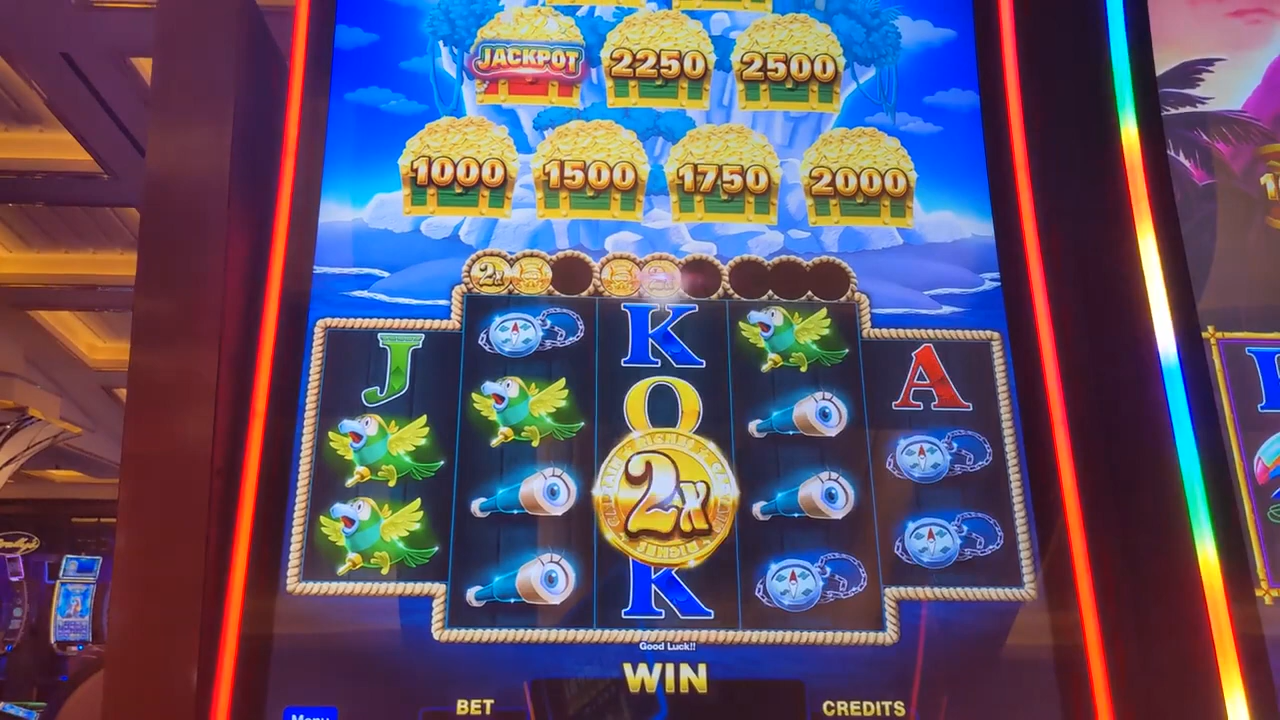 JACKPOT 2250 2500
1000 1500 1750 2000
2x
K
J A
O
2x
K
Good Luck!!
WIN
BET CREDITS
Menu